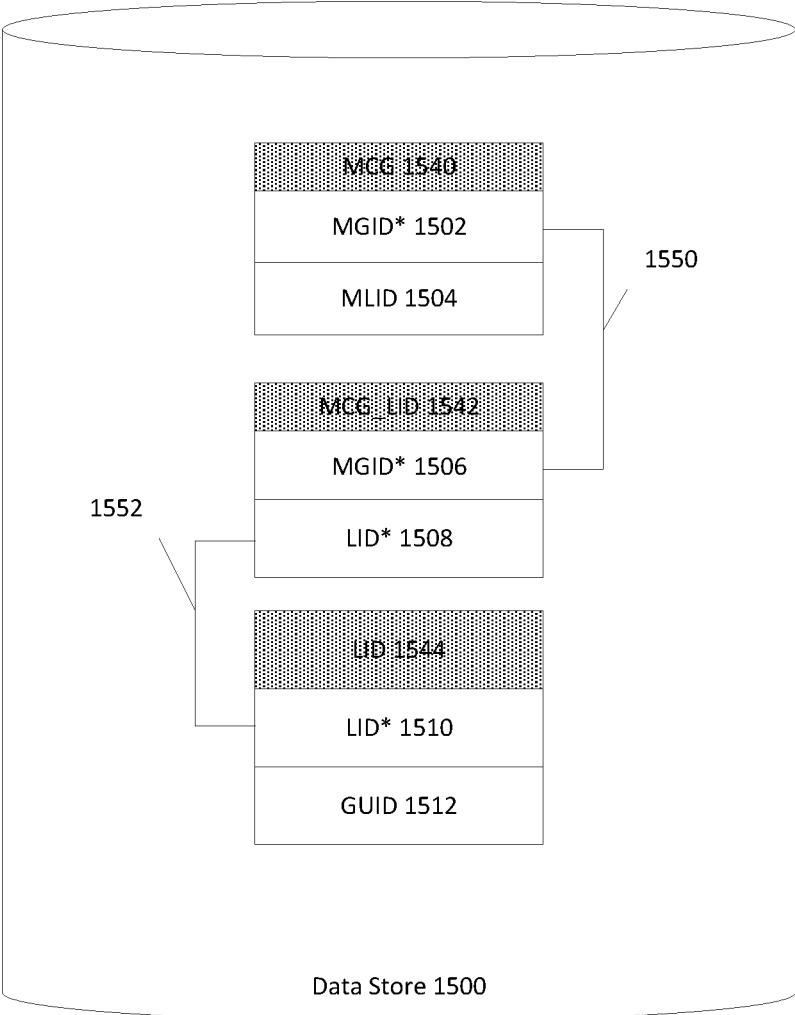 MCG 1540
MGID* 1502
1550
MLID 1504
MCG_LID 1542
MGID* 1506
1552
LID* 1508
LID 1544
LID* 1510
GUID 1512
Data Store 1500